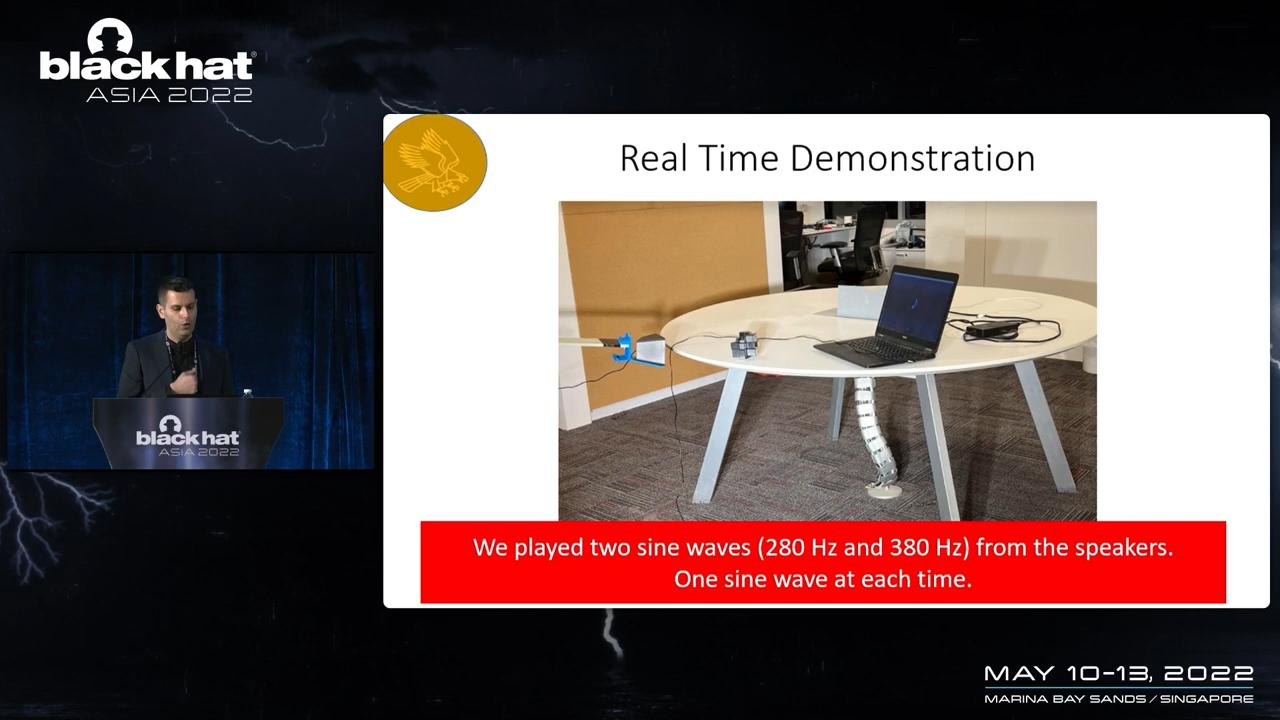 black hat®
ASIA 2022
Real Time Demonstration
We played two sine waves (280 Hz and 380 Hz) from the speakers.
One sine wave at each time.
black hat
ASIA 2022
MAY 10-13, 2022
MARINA BAY SANDS / SINGAPORE